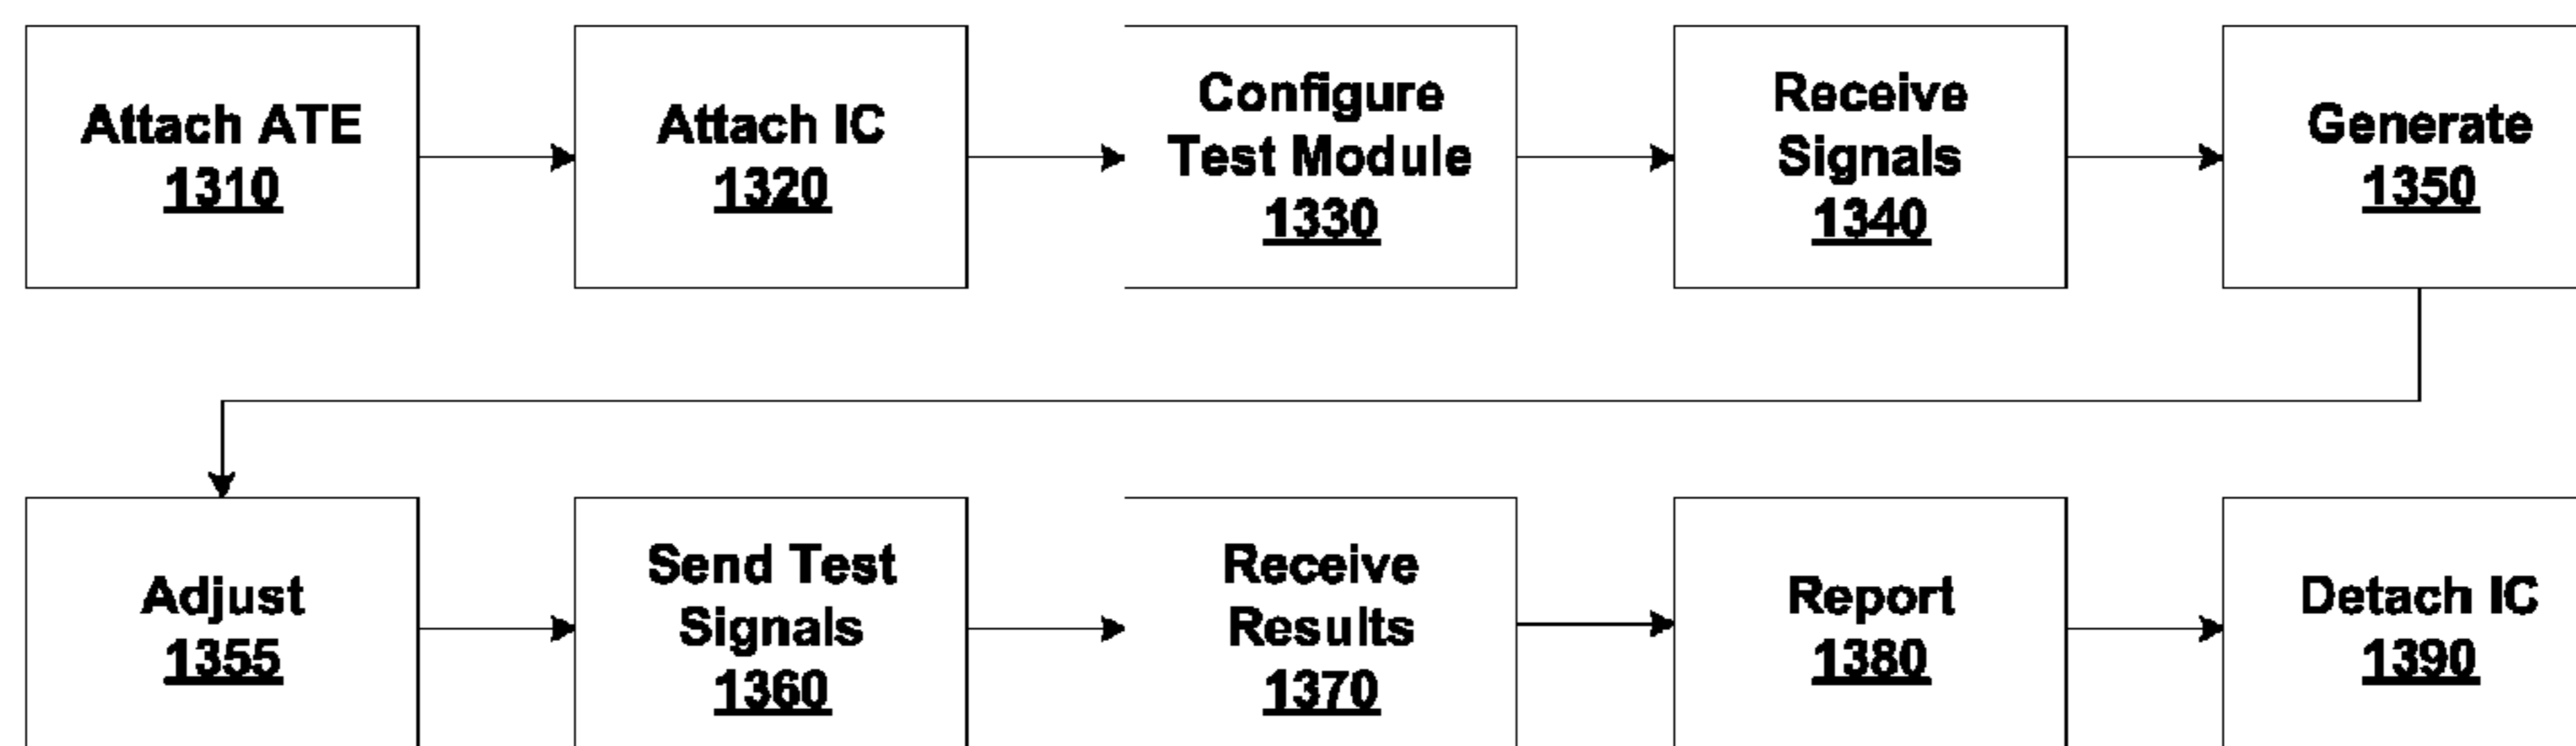 Attach ATE
1310
Attach IC
1320
Configure
Test Module
1330
Receive
Signals
1340
Generate
1350
Adjust
1355
Send Test
Signals
1360
Receive
Results
1370
Report
1380
Detach IC
1390